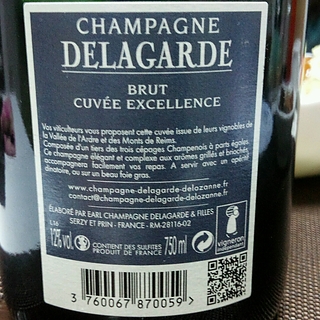 CHAMPAGNE
DELAGARDE
BRUT
CUVÉE EXCELLENCE
Vos viticulteurs vous proposent cette cuvée issue de leurs vignobles de
la Vallée de l'Ardre et des Monts de Reims.
Composée d'un tiers des trois cépages Champenois à parts égales.
Ce champagne élégant et complexe aux arômes grillés et briochés,
accompagnera facilement vos repas. A servir avec un apéritif
dînatoire, ou sur un beau foie gras.
www.champagne-delagarde-delozanne.fr
contact@champagne-delagarde-delozanne.fr
ÉLABORÉ PAR EARL CHAMPAGNE DELAGARDE & FILLES
SERZY ET PRIN - FRANCE - RM-28116-02
12% vol.
CONTIENT DES SULFITES
PRODUIT DE FRANCE
750 ml
vigneron
indépendant
3 760067 870059 >